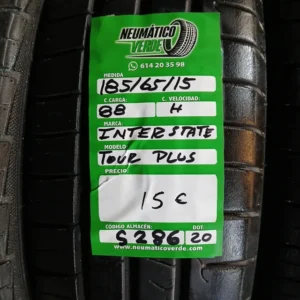 NEUMÁTICO
VERDE
614 20 35 98
MEDIDA
185/65/15
C.CARGA: C. VELOCIDAD:
88 H
MARCA:
INTERSTATE
MODELO
TOUR PLUS
PRECIO
15 €
CÓDIGO ALMACÉN: DOT
S286 20
www.neumaticoverde.com